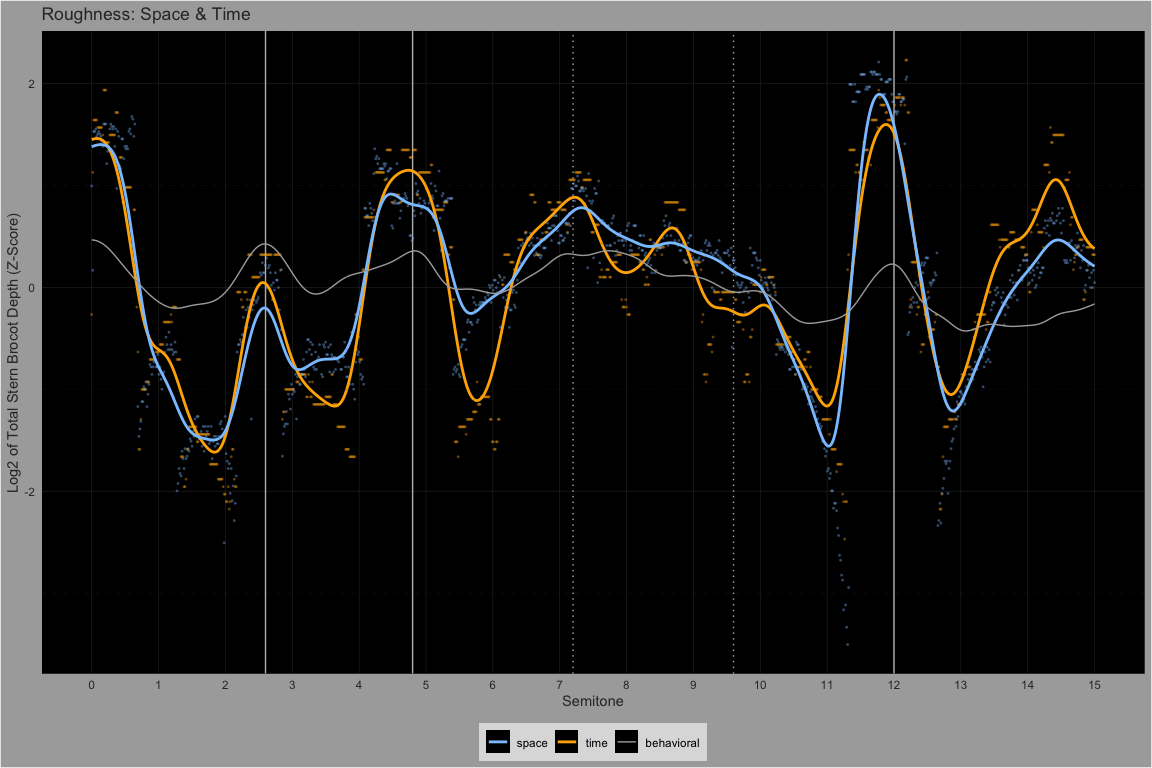 Roughness: Space & Time
Log2 of Total Stern Brocot Depth (Z-Score)
2
0
-2
0 1 2 3 4 5 6 7 8 9 10 11 12 13 14 15
Semitone
space time behavioral